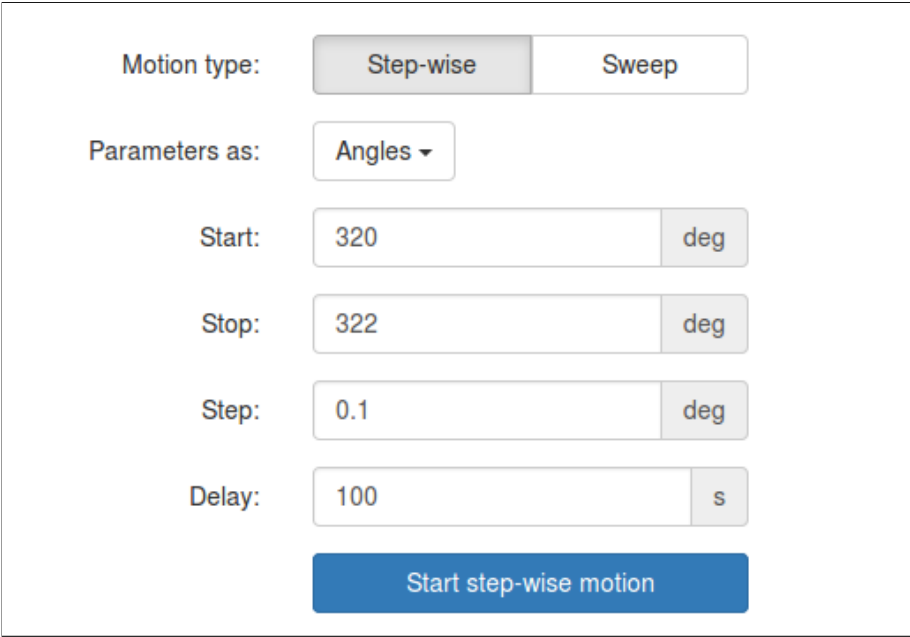 Motion type: Step-wise Sweep
Parameters as: Angles
Start: 320 deg
Stop: 322 deg
Step: 0.1 deg
Delay: 100 s
Start step-wise motion